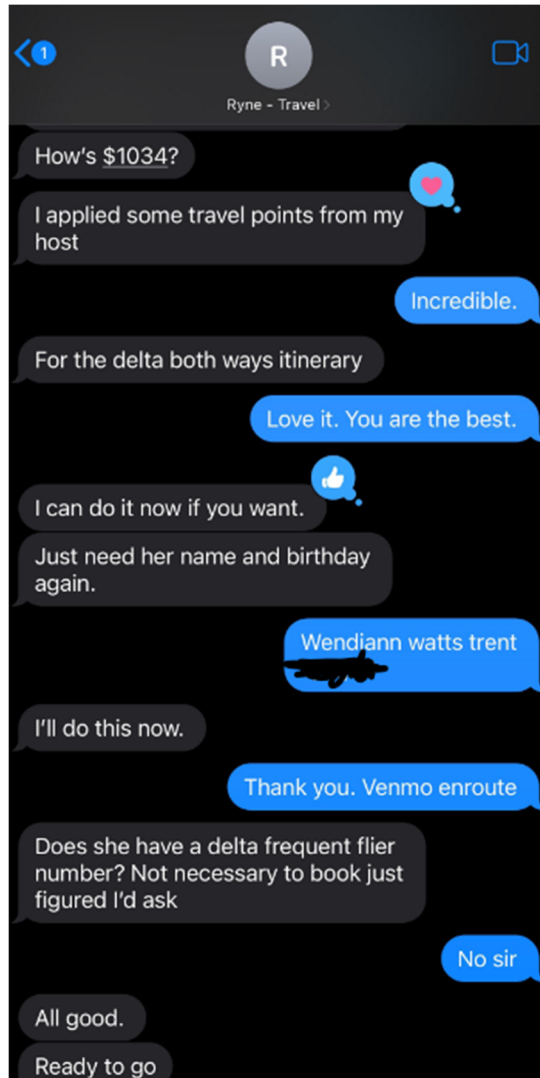 1
R
Ryne - Travel >
How's $1034?
I applied some travel points from my
host
Incredible.
For the delta both ways itinerary
Love it. You are the best.
I can do it now if you want.
Just need her name and birthday
again.
Wendiann watts trent
I'll do this now.
Thank you. Venmo enroute
Does she have a delta frequent flier
number? Not necessary to book just
figured I'd ask
No sir
All good.
Ready to go